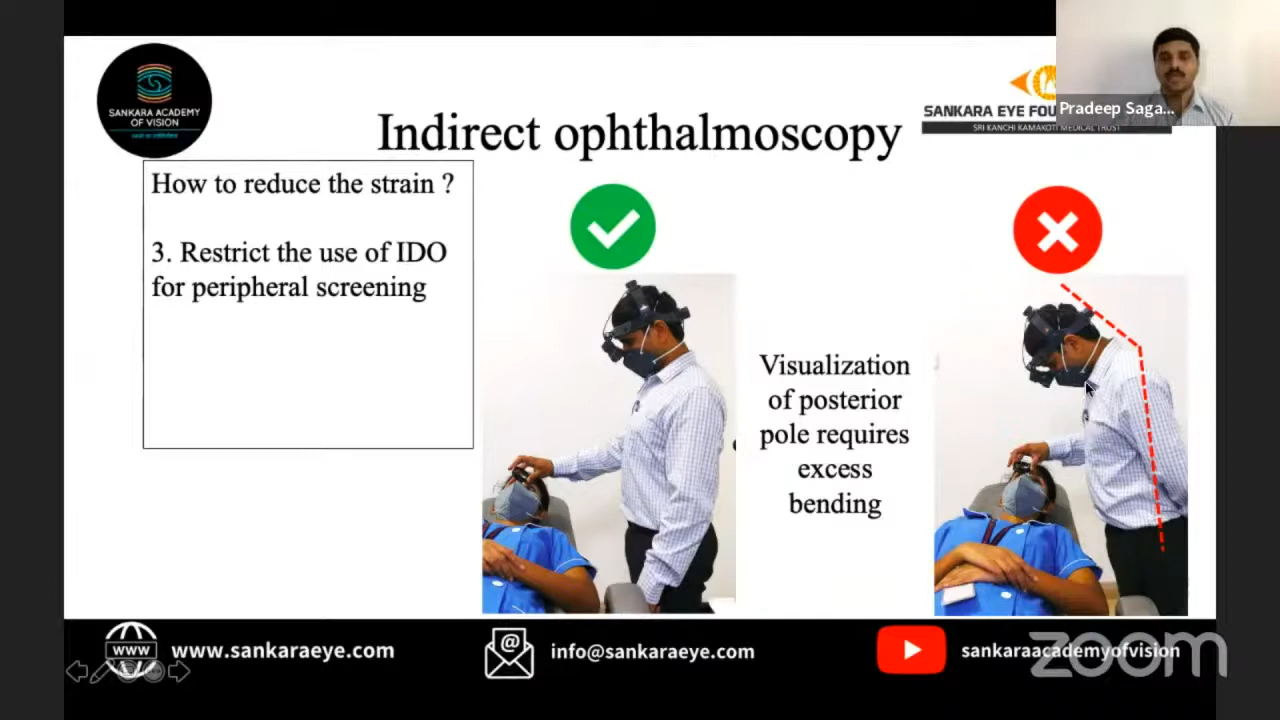 SANKARA ACADEMY
OF VISION
Indirect ophthalmoscopy
SANKARA EYE
Pradeep Saga...
SRI KANCHI KAMAKOTI MEDICAL TRUST
How to reduce the strain ?
3. Restrict the use of IDO
for peripheral screening
Visualization
of posterior
pole requires
excess
bending
www
www.sankaraeye.com
@
info@sankaraeye.com
sankaraacademyofvision
zoom